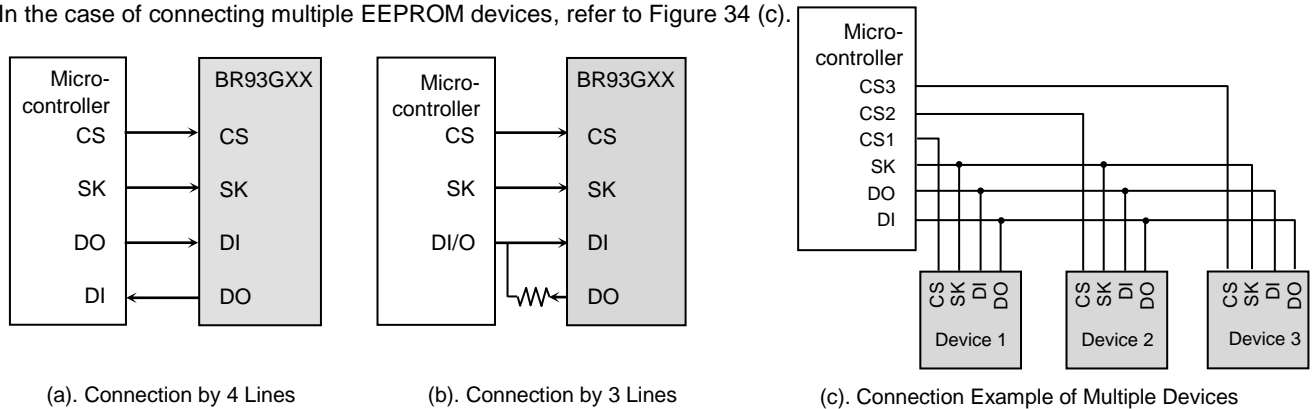 In the case of connecting multiple EEPROM devices, refer to Figure 34 (c).
Micro-
controller
CS
SK
DO
DI
BR93GXX
CS
SK
DI
DO
(a). Connection by 4 Lines
Micro-
controller
CS
SK
DI/O
BR93GXX
CS
SK
DI
DO
(b). Connection by 3 Lines
Micro-
controller
CS3
CS2
CS1
SK
DO
DI
CS
SK
DI
DO
Device 1
CS
SK
DI
DO
Device 2
CS
SK
DI
DO
Device 3
(c). Connection Example of Multiple Devices